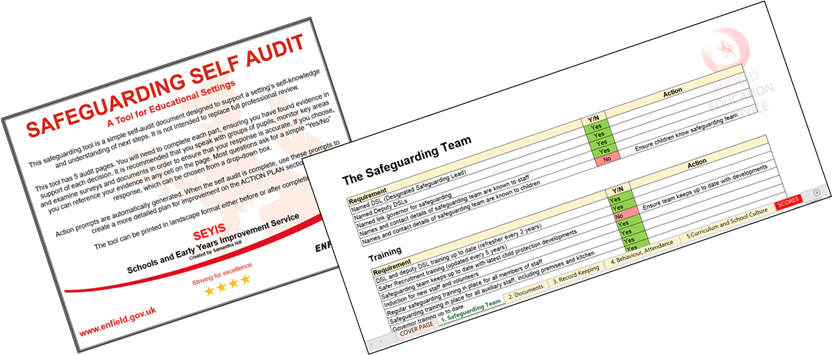 SAFEGUARDING SELF AUDIT
A Tool for Educational Settings
This safeguarding tool is a simple self-audit document designed to support a setting's self-knowledge
and understanding of next steps. It is not intended to replace full professional review.
This tool has 5 audit pages. You will need to complete each part, ensuring you have found evidence in
support of each decision. It is recommended that you speak with groups of pupils, monitor key areas
and examine surveys and documents in order to ensure that your response is accurate. If you choose,
you can reference your evidence in any cell on the page. Most questions ask for a simple "Yes/No"
response, which can be chosen from a drop-down box.
Action prompts are automatically generated. When the self audit is complete, use these prompts to
create a more detailed plan for improvement on the ACTION PLAN
The tool can be printed in landscape format either before or after
SEYIS
Schools and Early Years Improvement Service
Created by Samantha Hill
Striving for excellence
www.enfield.gov.uk
ENFIELD
EDUCATION
The Safeguarding Team
Requirement Y/N Action
Named DSL (Designated Safeguarding Lead) Yes
Named Deputy DSLs Yes
Named link governor for safeguarding Yes
Names and contact details of safeguarding team are known to staff Yes
Names and contact details of safeguarding team are known to children No Ensure children know safeguarding team
Training
Requirement Y/N Action
DSL and deputy DSL training up to date (refresher every 2 years) Yes
Safer Recruitment training (updated every 5 years) Yes
Safeguarding team keeps up to date with latest child protection developments No Ensure team keeps up to date with developments
Induction for new staff and volunteers Yes
Regular safeguarding training in place for all members of staff Yes
Safeguarding training in place for all auxiliary staff, including premises and kitchen Yes
Governor training up to date Yes
COVER PAGE 1. Safeguarding Team 2. Documents 3. Record Keeping 4. Behaviour, Attendance 5.Curriculum and School Culture SCORES